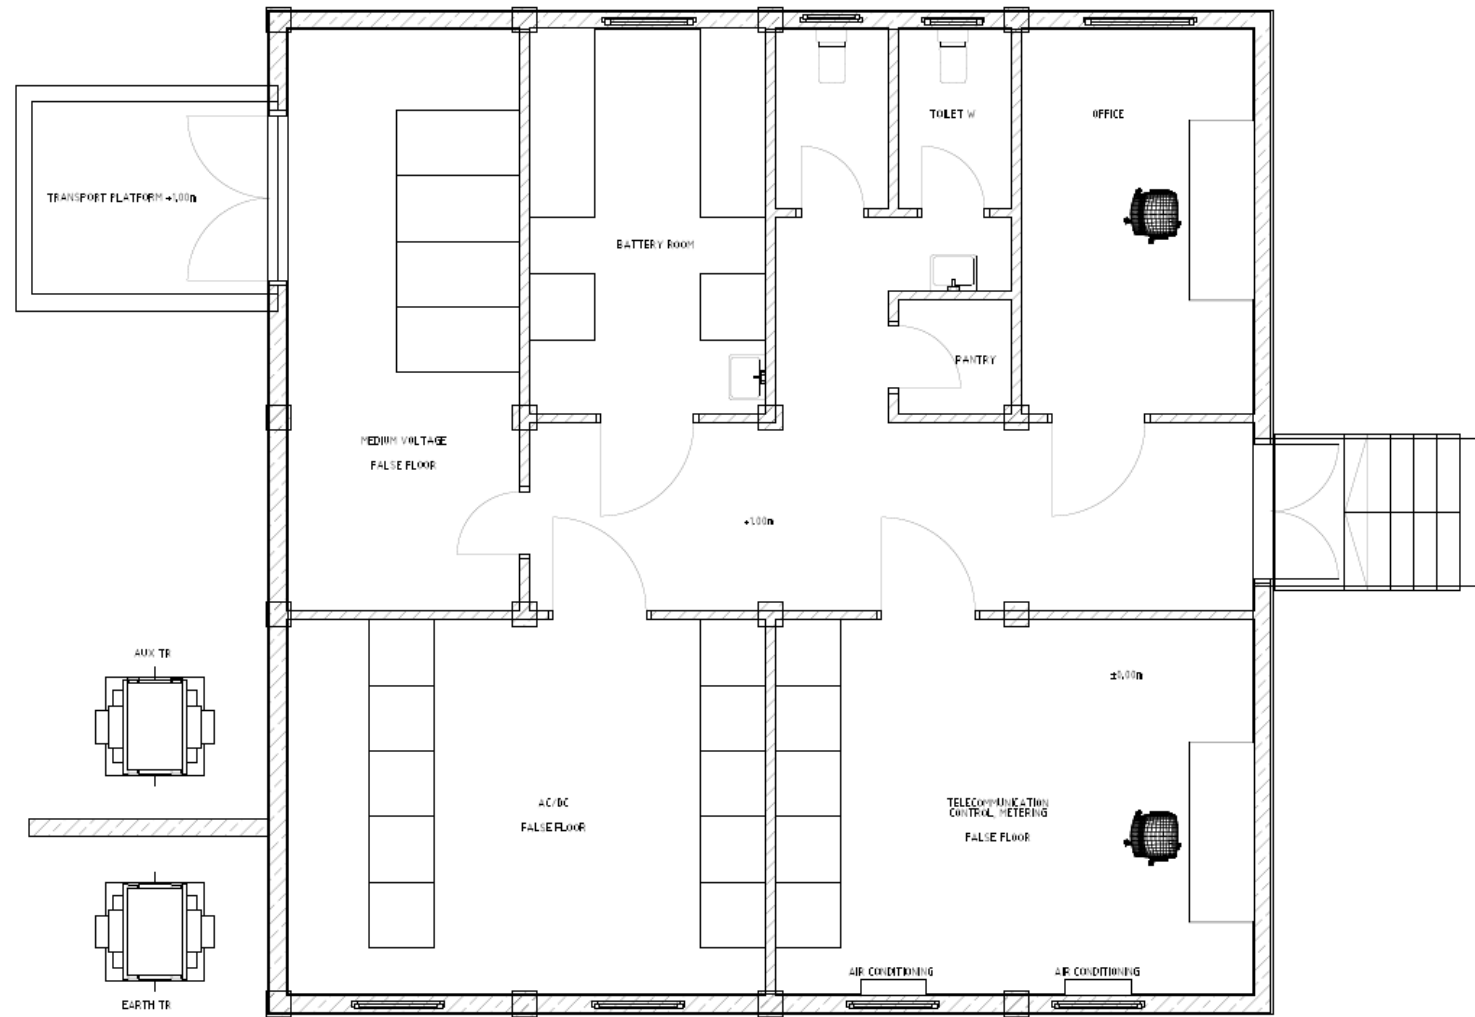 TOILET W
OFFICE
TRANSPORT PLATFORM +1,00m
BATTERY ROOM
PANTRY
MEDIUM VOLTAGE
FALSE FLOOR
+1,00m
AUX TR
±0,00m
AC/DC
FALSE FLOOR
TELECOMMUNICATION
CONTROL, METERING
FALSE FLOOR
AIR CONDITIONING
AIR CONDITIONING
EARTH TR